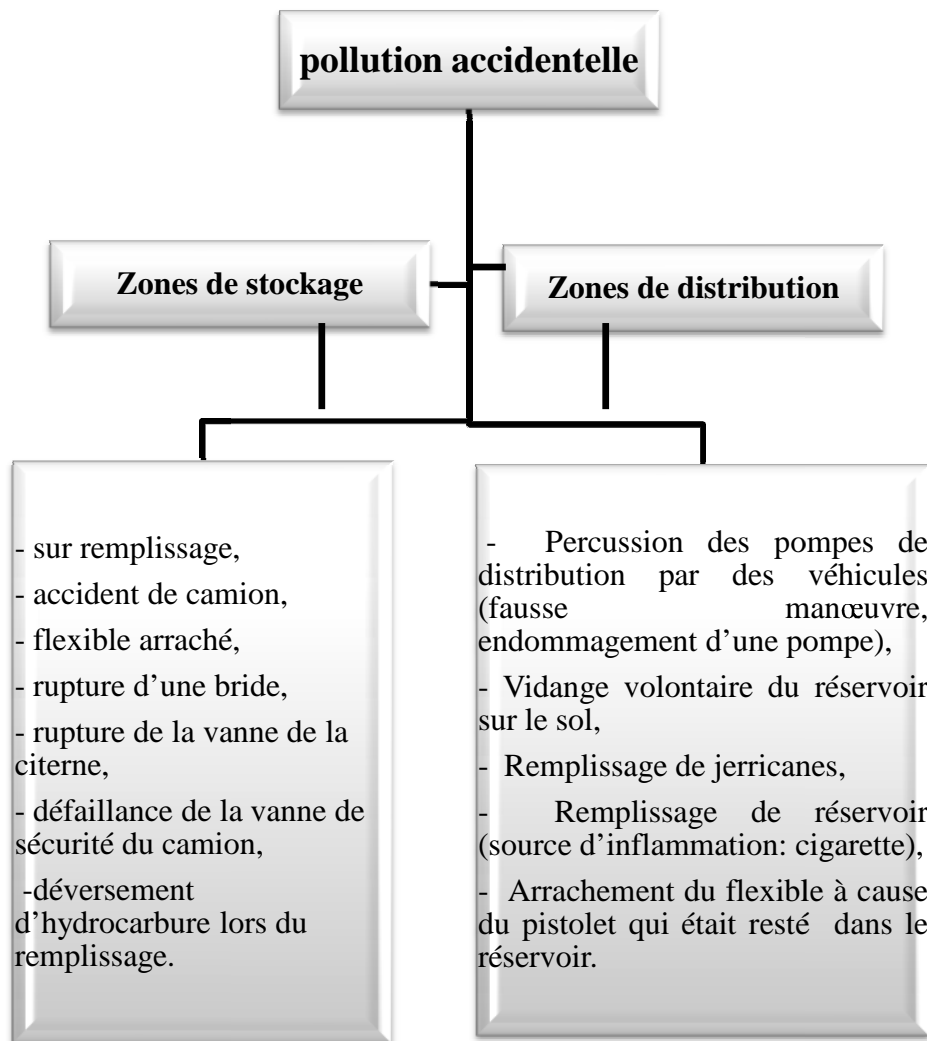 pollution accidentelle
Zones de stockage
Zones de distribution
- sur remplissage,
- accident de camion,
- flexible arraché,
- rupture d’une bride,
- rupture de la vanne de la
citerne,
- défaillance de la vanne de
sécurité du camion,
-déversement
d’hydrocarbure lors du
remplissage.
- Percussion des pompes de
distribution par des véhicules
(fausse manœuvre,
endommagement d’une pompe),
- Vidange volontaire du réservoir
sur le sol,
- Remplissage de jerricanes,
- Remplissage de réservoir
(source d’inflammation: cigarette),
- Arrachement du flexible à cause
du pistolet qui était resté dans le
réservoir.